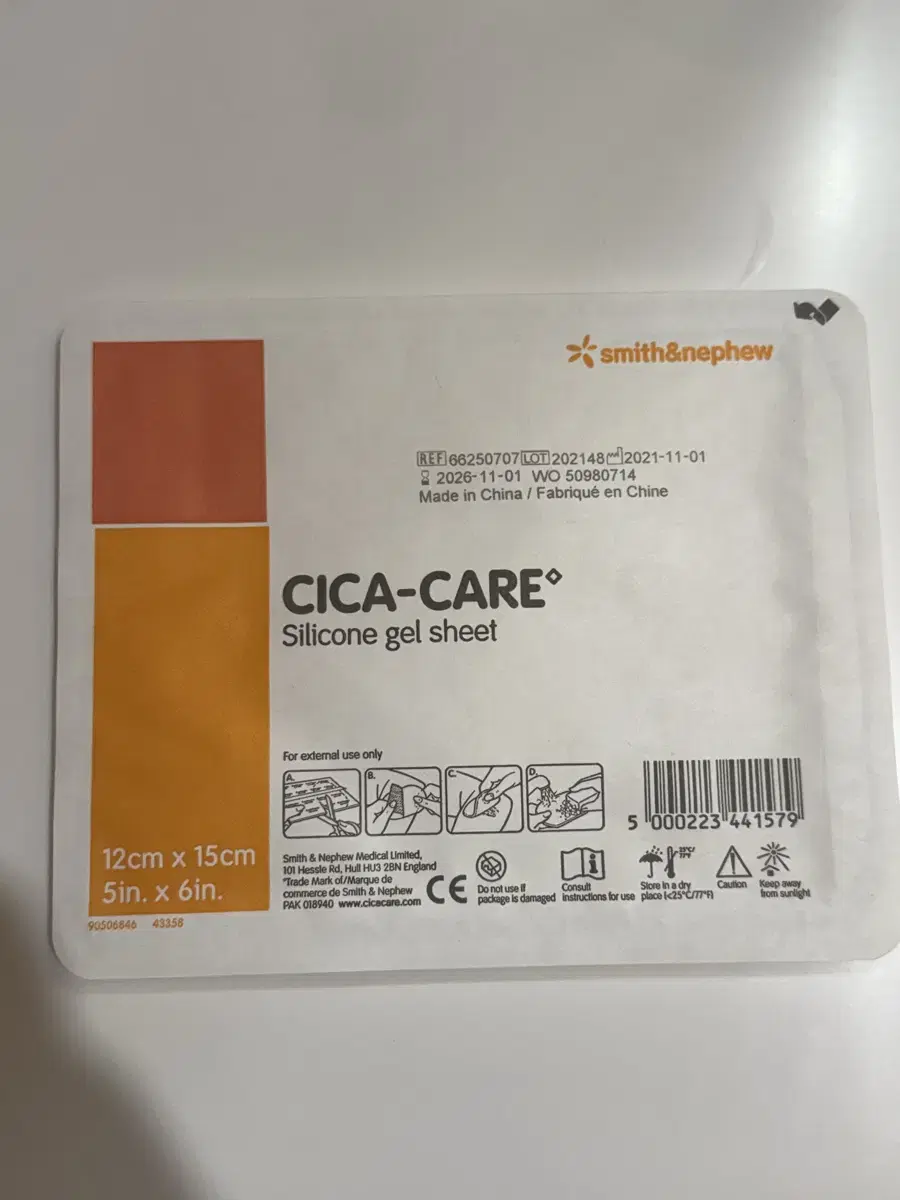 smith&nephew
REF 66250707 LOT 202148 2021-11-01
2026-11-01 WO 50980714
Made in China / Fabriqué en Chine
CICA-CARE◊
Silicone gel sheet
For external use only
A. B. C. D.
5 000223 441579
12cm x 15cm
5in. x 6in.
Smith & Nephew Medical Limited,
101 Hessle Rd, Hull HU3 2BN England
◊Trade Mark of/Marque de
commerce de Smith & Nephew
PAK 018940 www.cicacare.com
CE
Do not use if
package is damaged
Consult
instructions for use
25°C/
77°F
Store in a dry
place (<25°C/77°F)
Caution
Keep away
from sunlight
90506846 43358